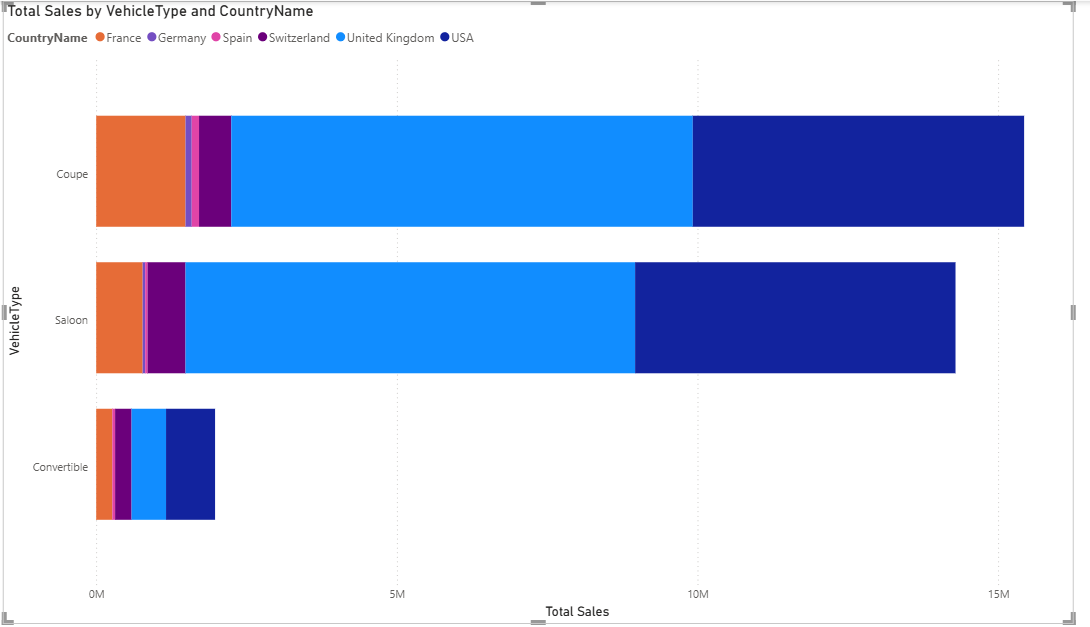 Total Sales by VehicleType and CountryName
CountryName France Germany Spain Switzerland United Kingdom USA
Coupe
Saloon
Convertible
VehicleType
0M 5M 10M 15M
Total Sales